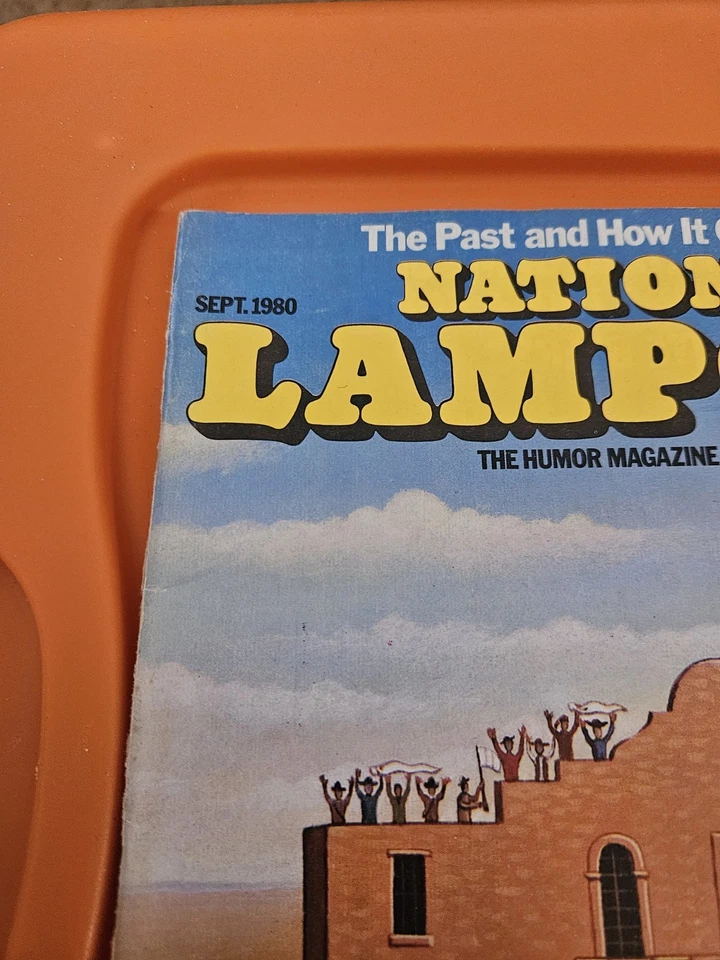 The Past and How It
SEPT. 1980
NATION
LAMP
THE HUMOR MAGAZINE